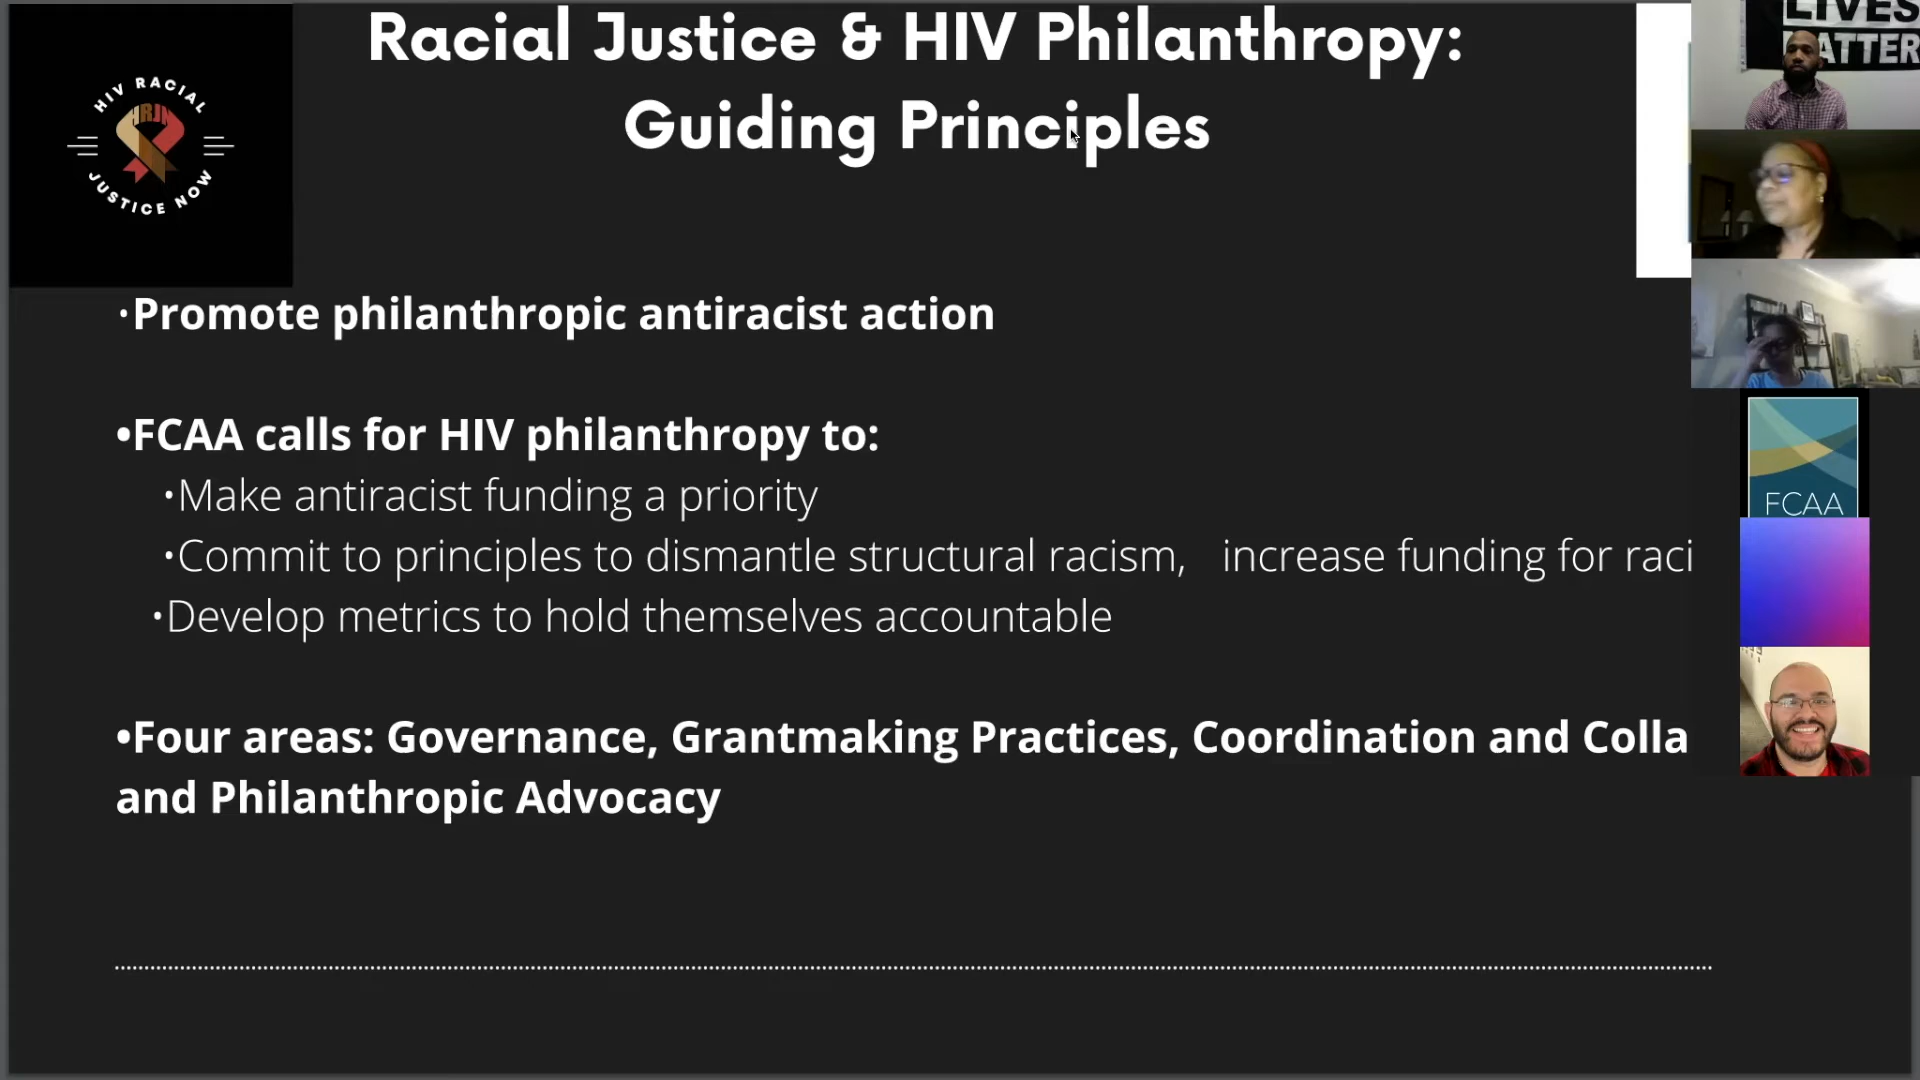 Racial Justice & HIV Philanthropy:
Guiding Principles
HIV RACIAL
HRJN
JUSTICE NOW
LIVES
MATTER
•Promote philanthropic antiracist action
•FCAA calls for HIV philanthropy to:
•Make antiracist funding a priority
•Commit to principles to dismantle structural racism,   increase funding for raci
•Develop metrics to hold themselves accountable
FCAA
•Four areas: Governance, Grantmaking Practices, Coordination and Colla
and Philanthropic Advocacy